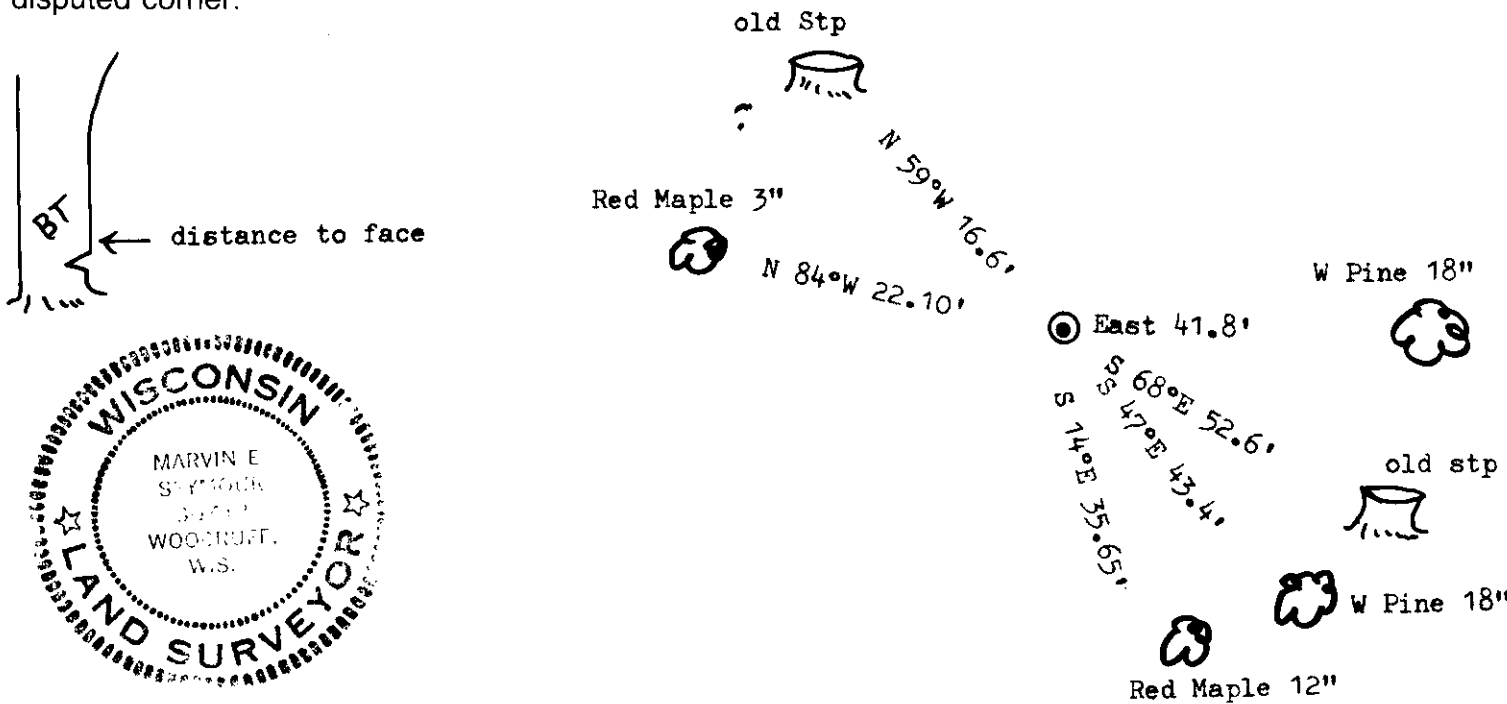 disputed corner.
old Stp
N 59°W 16.6'
Red Maple 3"
N 84°W 22.10'
BT
distance to face
W Pine 18"
East 41.8'
S 68°E 52.6'
S 47°E 43.4'
S 14°E 35.65'
old stp
W Pine 18"
Red Maple 12"
WISCONSIN
LAND SURVEYOR
MARVIN E
SEYMOUR
WOODRUFF,
W.S.